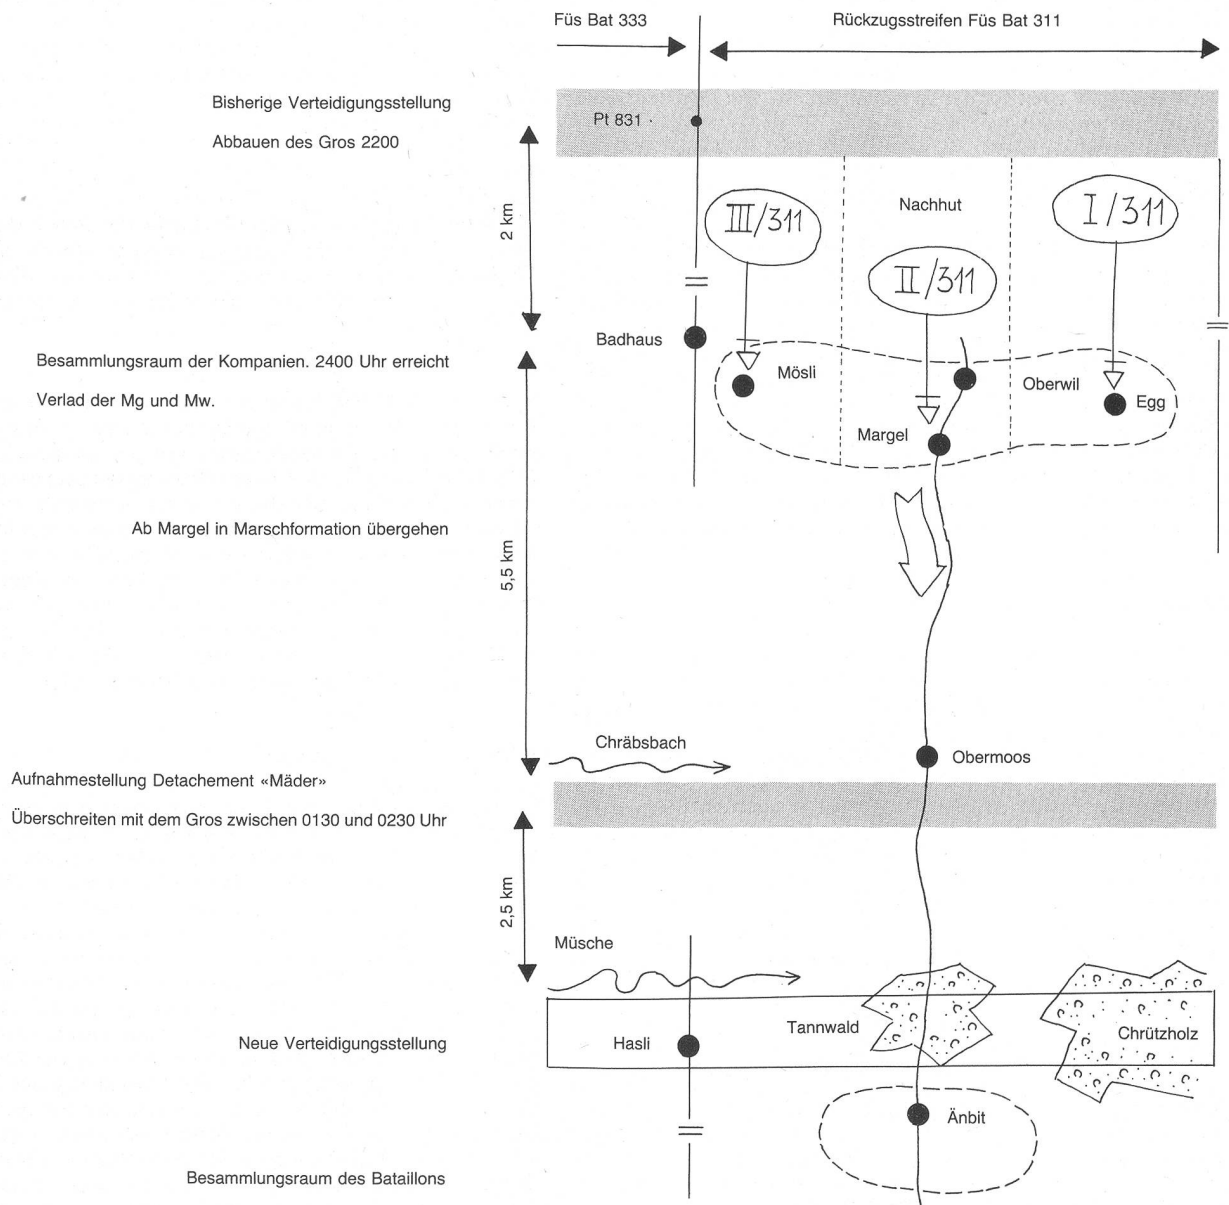 Füs Bat 333
Rückzugsstreifen Füs Bat 311
Bisherige Verteidigungsstellung
Pt 831
Abbauen des Gros 2200
2 km
III/311
Nachhut
I/311
II/311
Badhaus
Besammlungsraum der Kompanien. 2400 Uhr erreicht
Mösli
Oberwil
Egg
Verlad der Mg und Mw.
Margel
Ab Margel in Marschformation übergehen
5,5 km
Chräbsbach
Obermoos
Aufnahmestellung Detachement «Mäder»
Überschreiten mit dem Gros zwischen 0130 und 0230 Uhr
2,5 km
Müsche
Tannwald
Chrützholz
Neue Verteidigungsstellung
Hasli
Änbit
Besammlungsraum des Bataillons